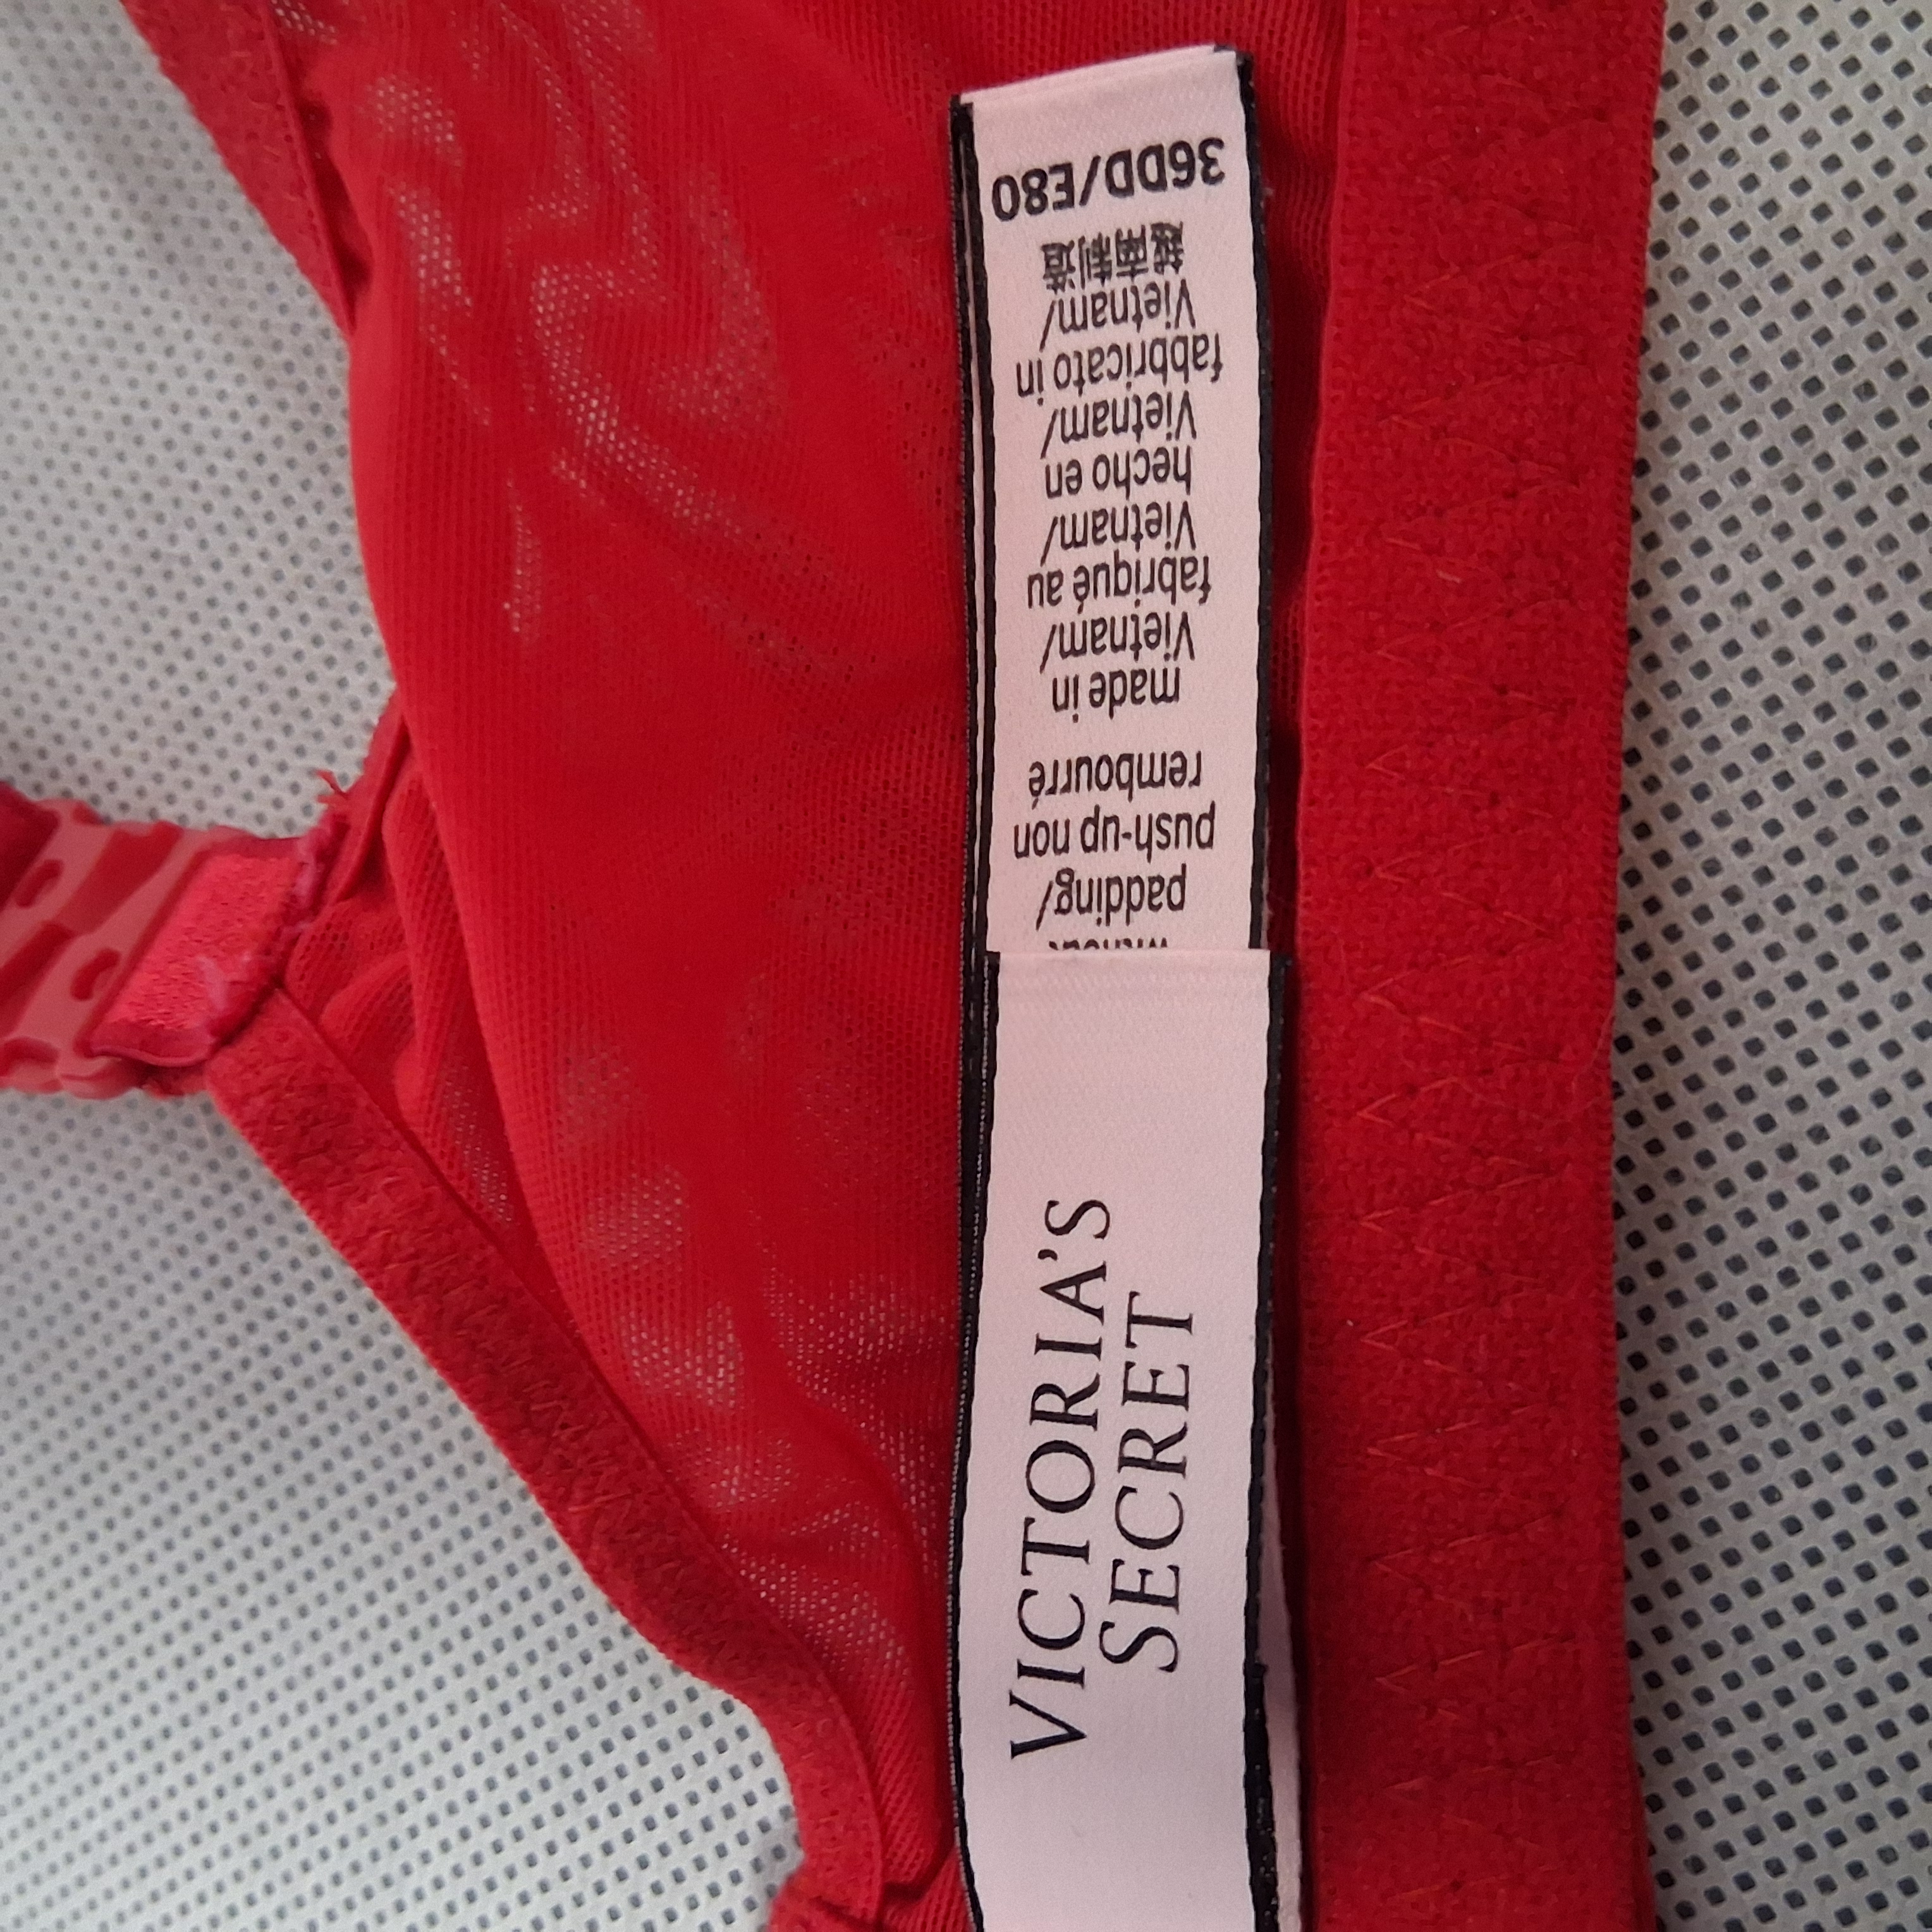 VICTORIA'S
SECRET
padding/
push-up non
rembourré
made in
Vietnam/
fabriqué au
Vietnam/
hecho en
Vietnam/
fabbricato in
Vietnam/
越南制造
36DD/E80